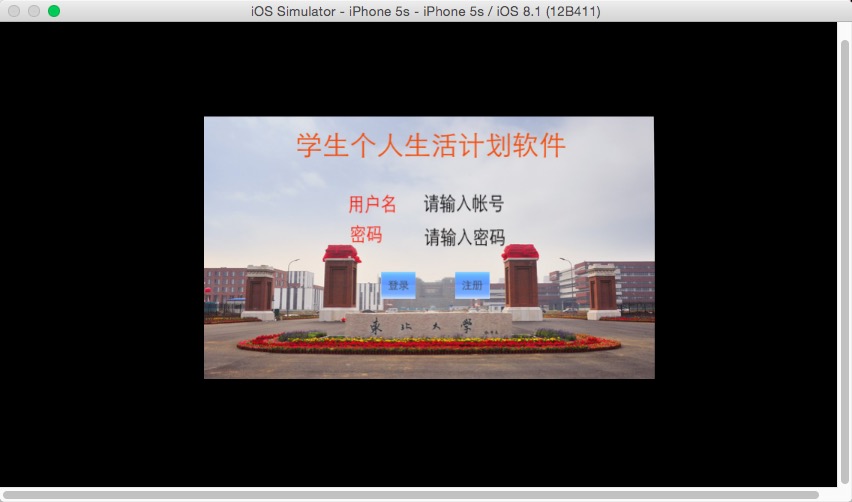 iOS Simulator - iPhone 5s - iPhone 5s / iOS 8.1 (12B411)
学生个人生活计划软件
用户名 请输入帐号
密码 请输入密码
登录 注册
东北大学